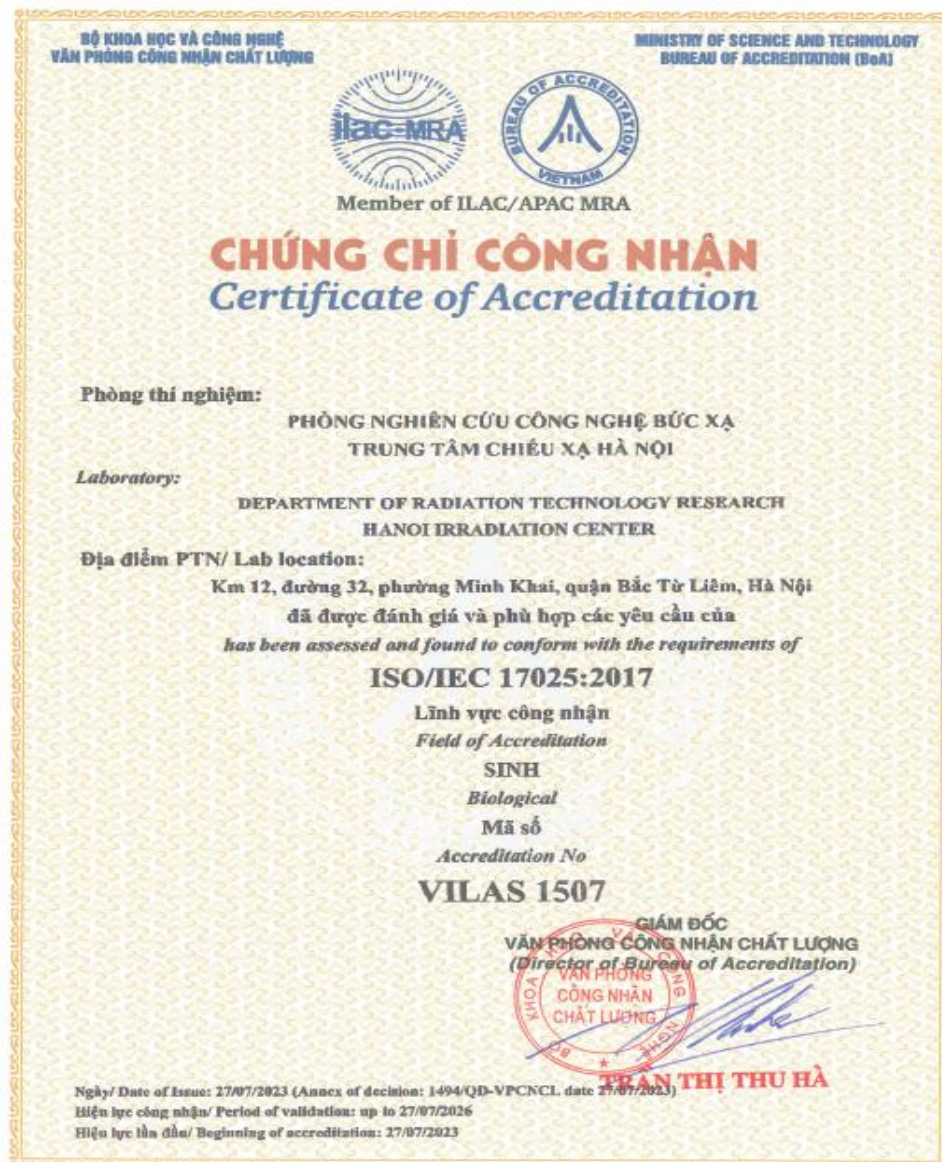 BỘ KHOA HỌC VÀ CÔNG NGHỆ
VĂN PHÒNG CÔNG NHẬN CHẤT LƯỢNG
MINISTRY OF SCIENCE AND TECHNOLOGY
BUREAU OF ACCREDITATION (BoA)
ilac-MRA
BUREAU OF ACCREDITATION
VIETNAM
Member of ILAC/APAC MRA
CHỨNG CHỈ CÔNG NHẬN
Certificate of Accreditation
Phòng thí nghiệm:
PHÒNG NGHIÊN CỨU CÔNG NGHỆ BỨC XẠ
TRUNG TÂM CHIẾU XẠ HÀ NỘI
Laboratory:
DEPARTMENT OF RADIATION TECHNOLOGY RESEARCH
HANOI IRRADIATION CENTER
Địa điểm PTN/ Lab location:
Km 12, đường 32, phường Minh Khai, quận Bắc Từ Liêm, Hà Nội
đã được đánh giá và phù hợp các yêu cầu của
has been assessed and found to conform with the requirements of
ISO/IEC 17025:2017
Lĩnh vực công nhận
Field of Accreditation
SINH
Biological
Mã số
Accreditation No
VILAS 1507
GIÁM ĐỐC
VĂN PHÒNG CÔNG NHẬN CHẤT LƯỢNG
(Director of Bureau of Accreditation)
BỘ KHOA HỌC VÀ CÔNG NGHỆ
VĂN PHÒNG
CÔNG NHẬN
CHẤT LƯỢNG
TRẦN THỊ THU HÀ
Ngày/ Date of Issue: 27/07/2023 (Annex of decision: 1494/QĐ-VPCNCL date 27/07/2023)
Hiệu lực công nhận/ Period of validation: up to 27/07/2026
Hiệu lực lần đầu/ Beginning of accreditation: 27/07/2023